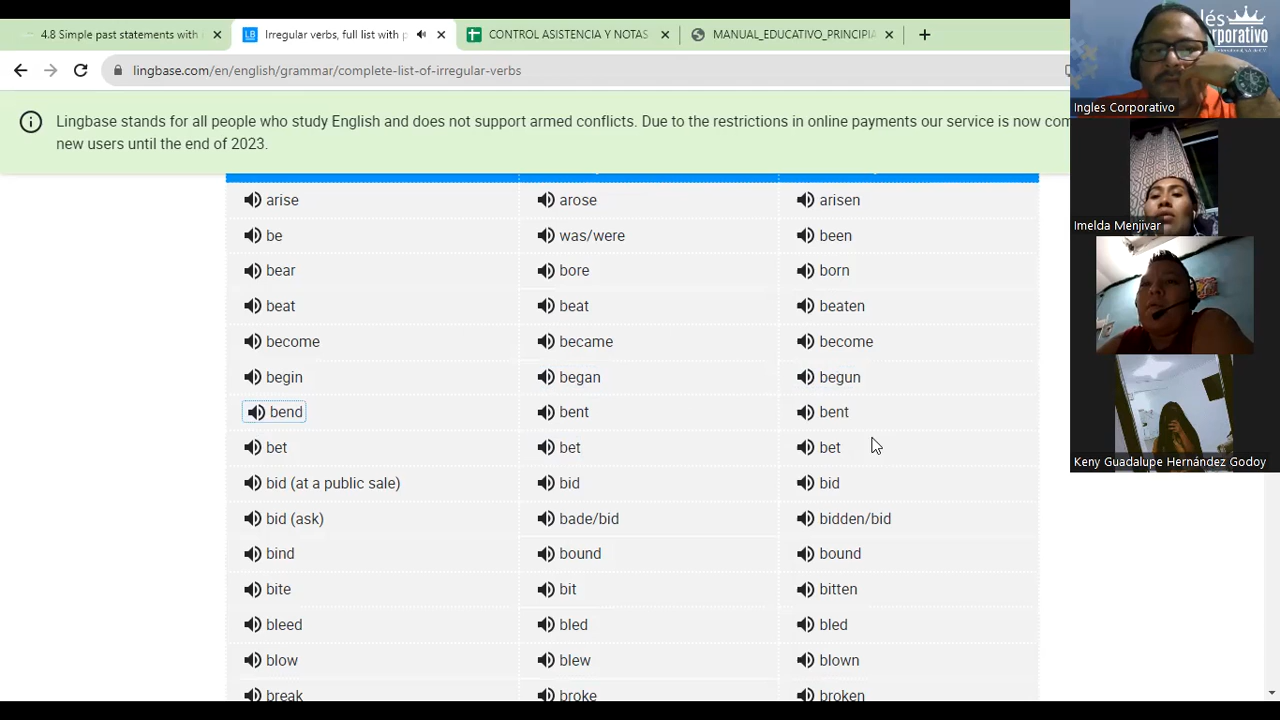 4.8 Simple past statements with
Irregular verbs, full list with p
CONTROL ASISTENCIA Y NOTAS
MANUAL_EDUCATIVO_PRINCIPIA
lingbase.com/en/english/grammar/complete-list-of-irregular-verbs
Lingbase stands for all people who study English and does not support armed conflicts. Due to the restrictions in online payments our service is now com
new users until the end of 2023.
arise arose arisen
be was/were been
bear bore born
beat beat beaten
become became become
begin began begun
bend bent bent
bet bet bet
bid (at a public sale) bid bid
bid (ask) bade/bid bidden/bid
bind bound bound
bite bit bitten
bleed bled bled
blow blew blown
break broke broken
lés
rporativo
Ingles Corporativo
Imelda Menjivar
Keny Guadalupe Hernández Godoy